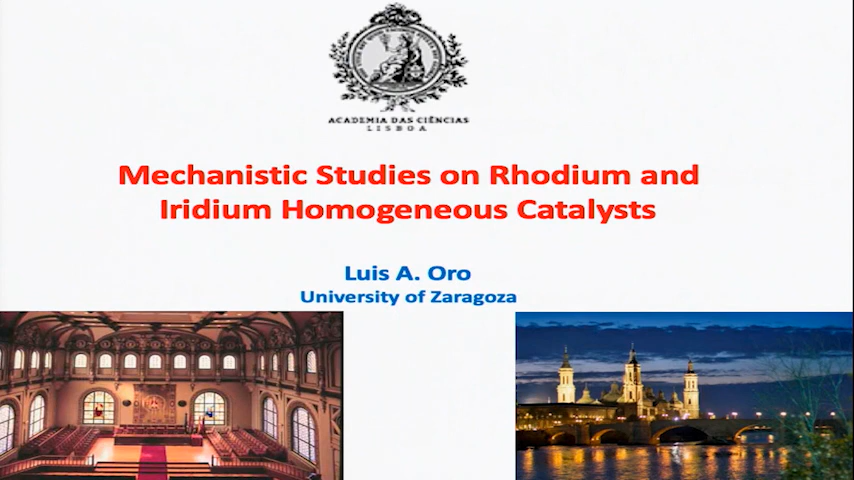 ACADEMIA DAS CIÊNCIAS
LISBOA
Mechanistic Studies on Rhodium and
Iridium Homogeneous Catalysts
Luis A. Oro
University of Zaragoza